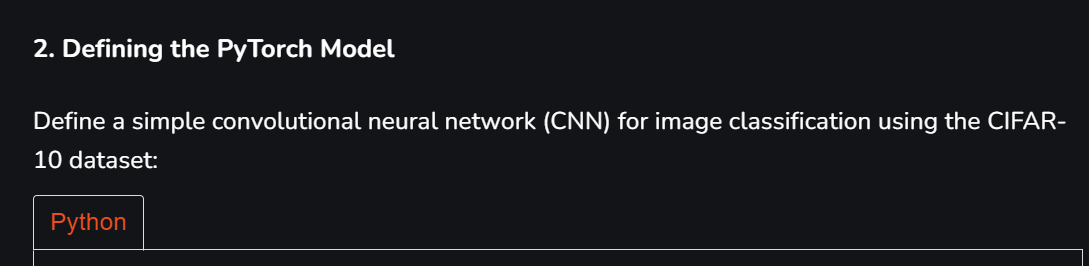 2. Defining the PyTorch Model
Define a simple convolutional neural network (CNN) for image classification using the CIFAR-
10 dataset:
Python